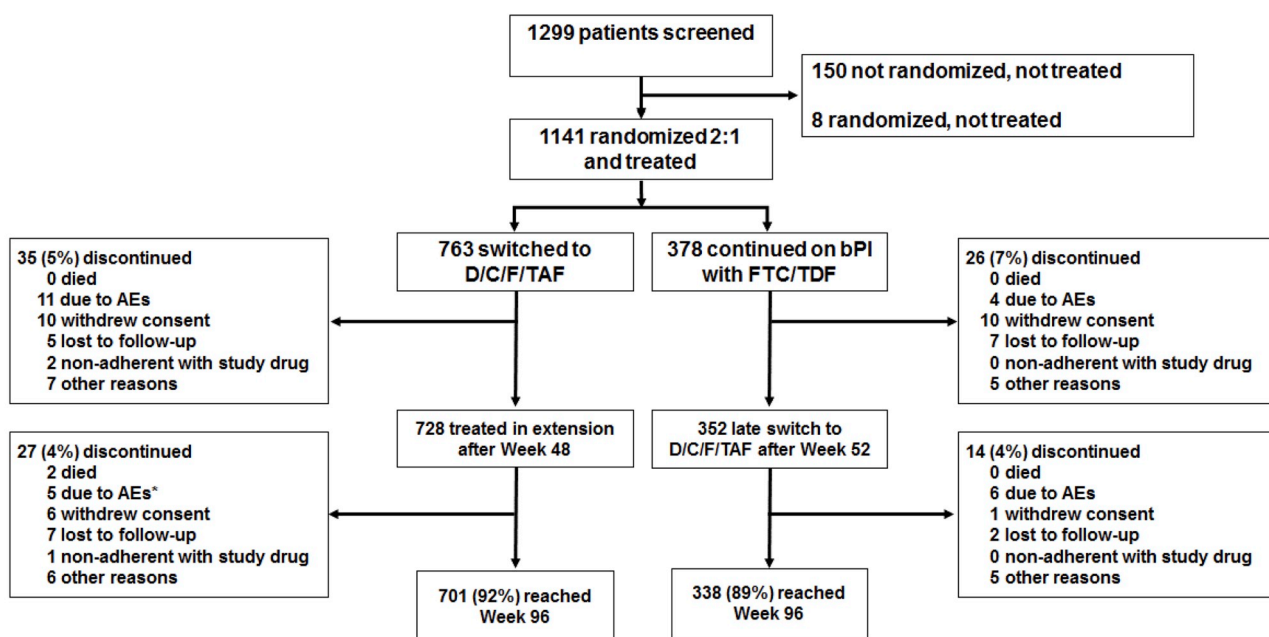 1299 patients screened
150 not randomized, not treated
8 randomized, not treated
1141 randomized 2:1
and treated
763 switched to
D/C/F/TAF
378 continued on bPI
with FTC/TDF
35 (5%) discontinued
0 died
11 due to AEs
10 withdrew consent
5 lost to follow-up
2 non-adherent with study drug
7 other reasons
26 (7%) discontinued
0 died
4 due to AEs
10 withdrew consent
7 lost to follow-up
0 non-adherent with study drug
5 other reasons
728 treated in extension
after Week 48
352 late switch to
D/C/F/TAF after Week 52
27 (4%) discontinued
2 died
5 due to AEs*
6 withdrew consent
7 lost to follow-up
1 non-adherent with study drug
6 other reasons
14 (4%) discontinued
0 died
6 due to AEs
1 withdrew consent
2 lost to follow-up
0 non-adherent with study drug
5 other reasons
701 (92%) reached
Week 96
338 (89%) reached
Week 96